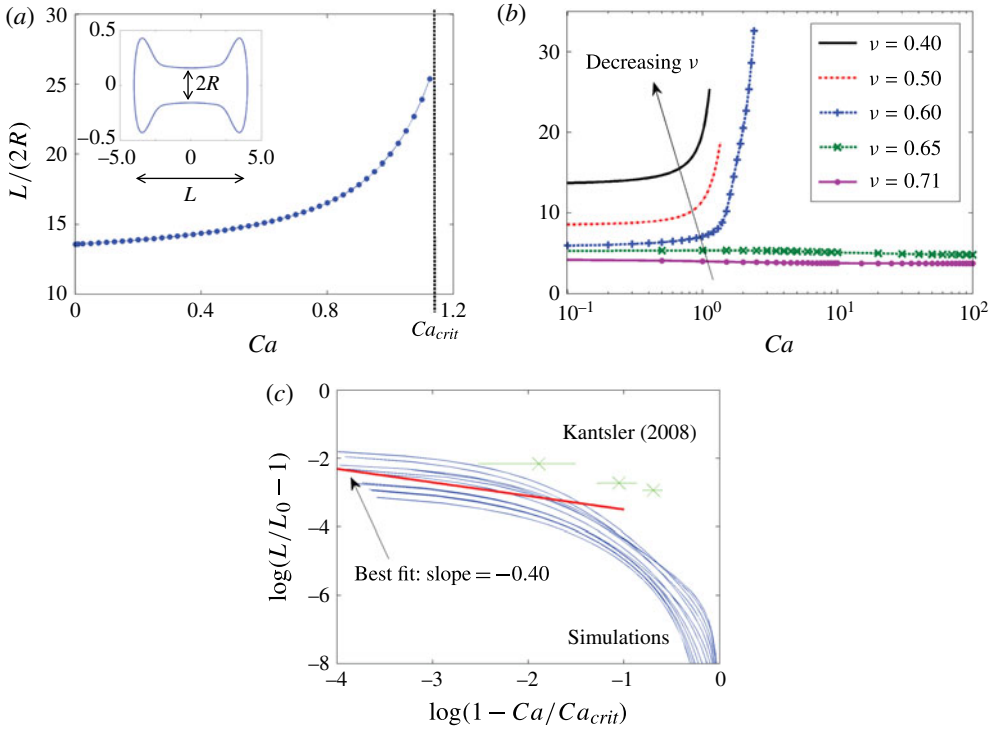 (a)
30
25
20
15
10
L/(2R)
0
0.4
0.8
1.2
Ca_crit
Ca
0.5
0
−0.5
−5.0
0
5.0
2R
L
(b)
30
20
10
0
10^−1
10^0
10^1
10^2
Ca
Decreasing ν
ν = 0.40
ν = 0.50
ν = 0.60
ν = 0.65
ν = 0.71
(c)
0
−2
−4
−6
−8
log(L/L_0 − 1)
−4
−3
−2
−1
0
log(1 − Ca/Ca_crit)
Kantsler (2008)
Best fit: slope = −0.40
Simulations